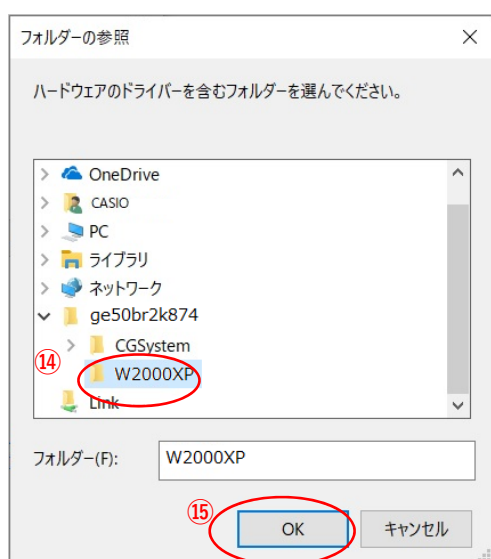 フォルダーの参照
ハードウェアのドライバーを含むフォルダーを選んでください。
OneDrive
CASIO
PC
ライブラリ
ネットワーク
ge50br2k874
CGSystem
⑭
W2000XP
Link
フォルダー(F): W2000XP
⑮
OK キャンセル